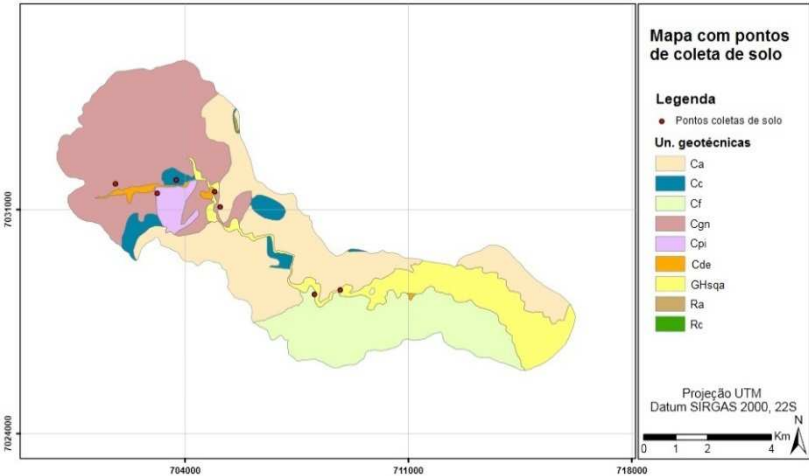 Mapa com pontos
de coleta de solo
Legenda
Pontos coletas de solo
Un. geotécnicas
Ca
Cc
Cf
Cgn
Cpi
Cde
GHsqa
Ra
Rc
Projeção UTM
Datum SIRGAS 2000, 22S
N
Km
0 1 2 4
7031000
7024000
704000 711000 718000